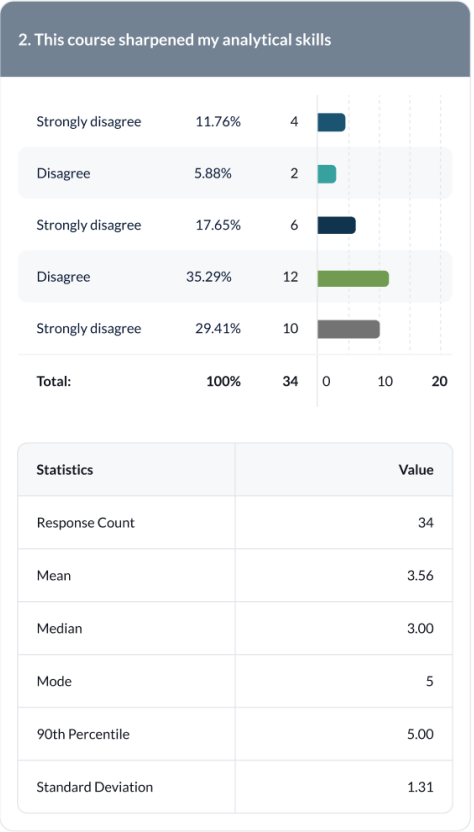 2. This course sharpened my analytical skills
Strongly disagree 11.76% 4
Disagree 5.88% 2
Strongly disagree 17.65% 6
Disagree 35.29% 12
Strongly disagree 29.41% 10
Total: 100% 34 0 10 20
Statistics Value
Response Count 34
Mean 3.56
Median 3.00
Mode 5
90th Percentile 5.00
Standard Deviation 1.31